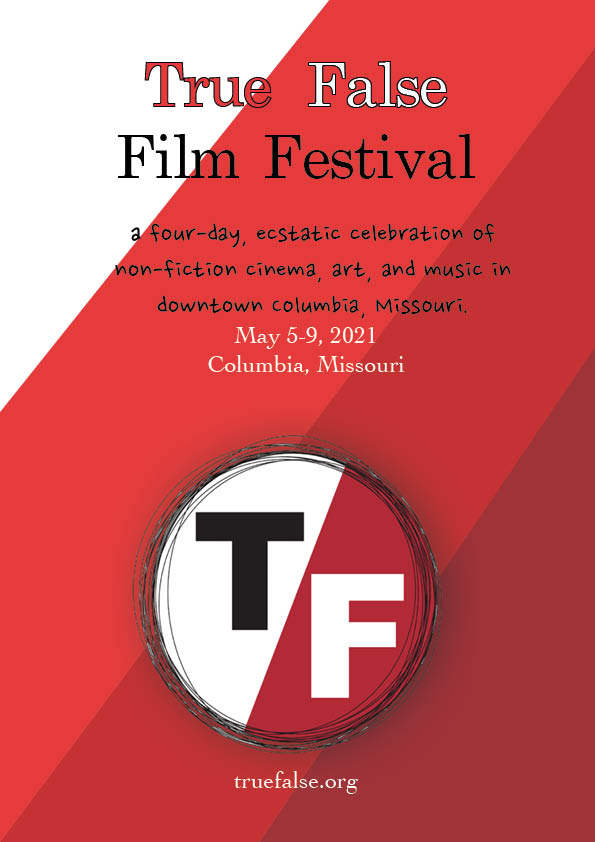 True False
Film Festival
a four-day, ecstatic celebration of
non-fiction cinema, art, and music in
downtown Columbia, Missouri.
May 5-9, 2021
Columbia, Missouri
T
F
truefalse.org